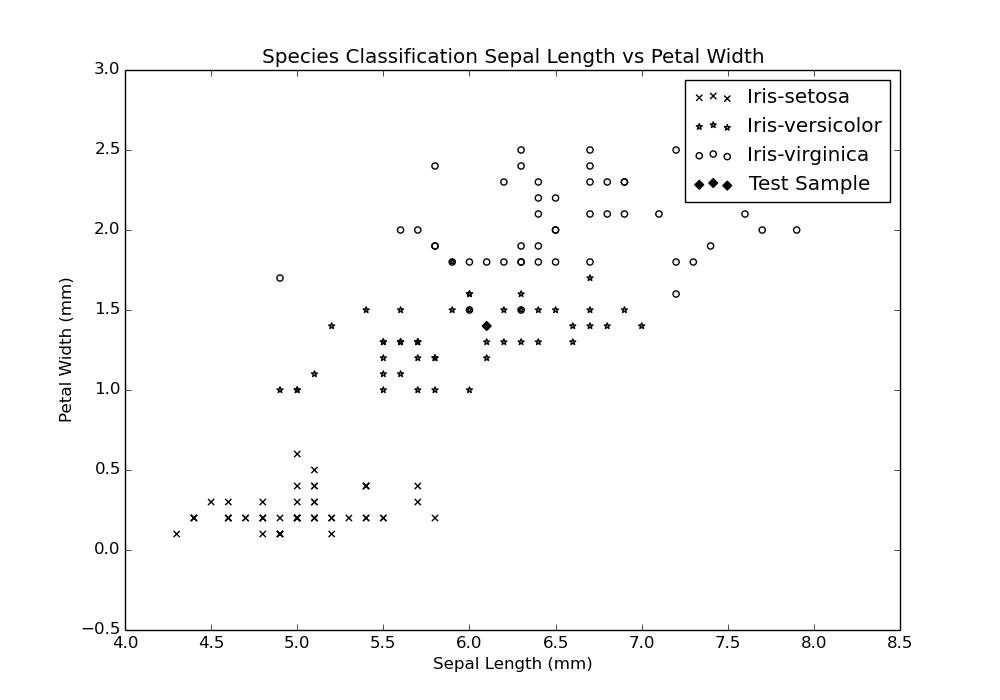 Species Classification Sepal Length vs Petal Width
3.0
2.5
2.0
1.5
1.0
0.5
0.0
−0.5
Petal Width (mm)
Iris-setosa
Iris-versicolor
Iris-virginica
Test Sample
4.0 4.5 5.0 5.5 6.0 6.5 7.0 7.5 8.0 8.5
Sepal Length (mm)